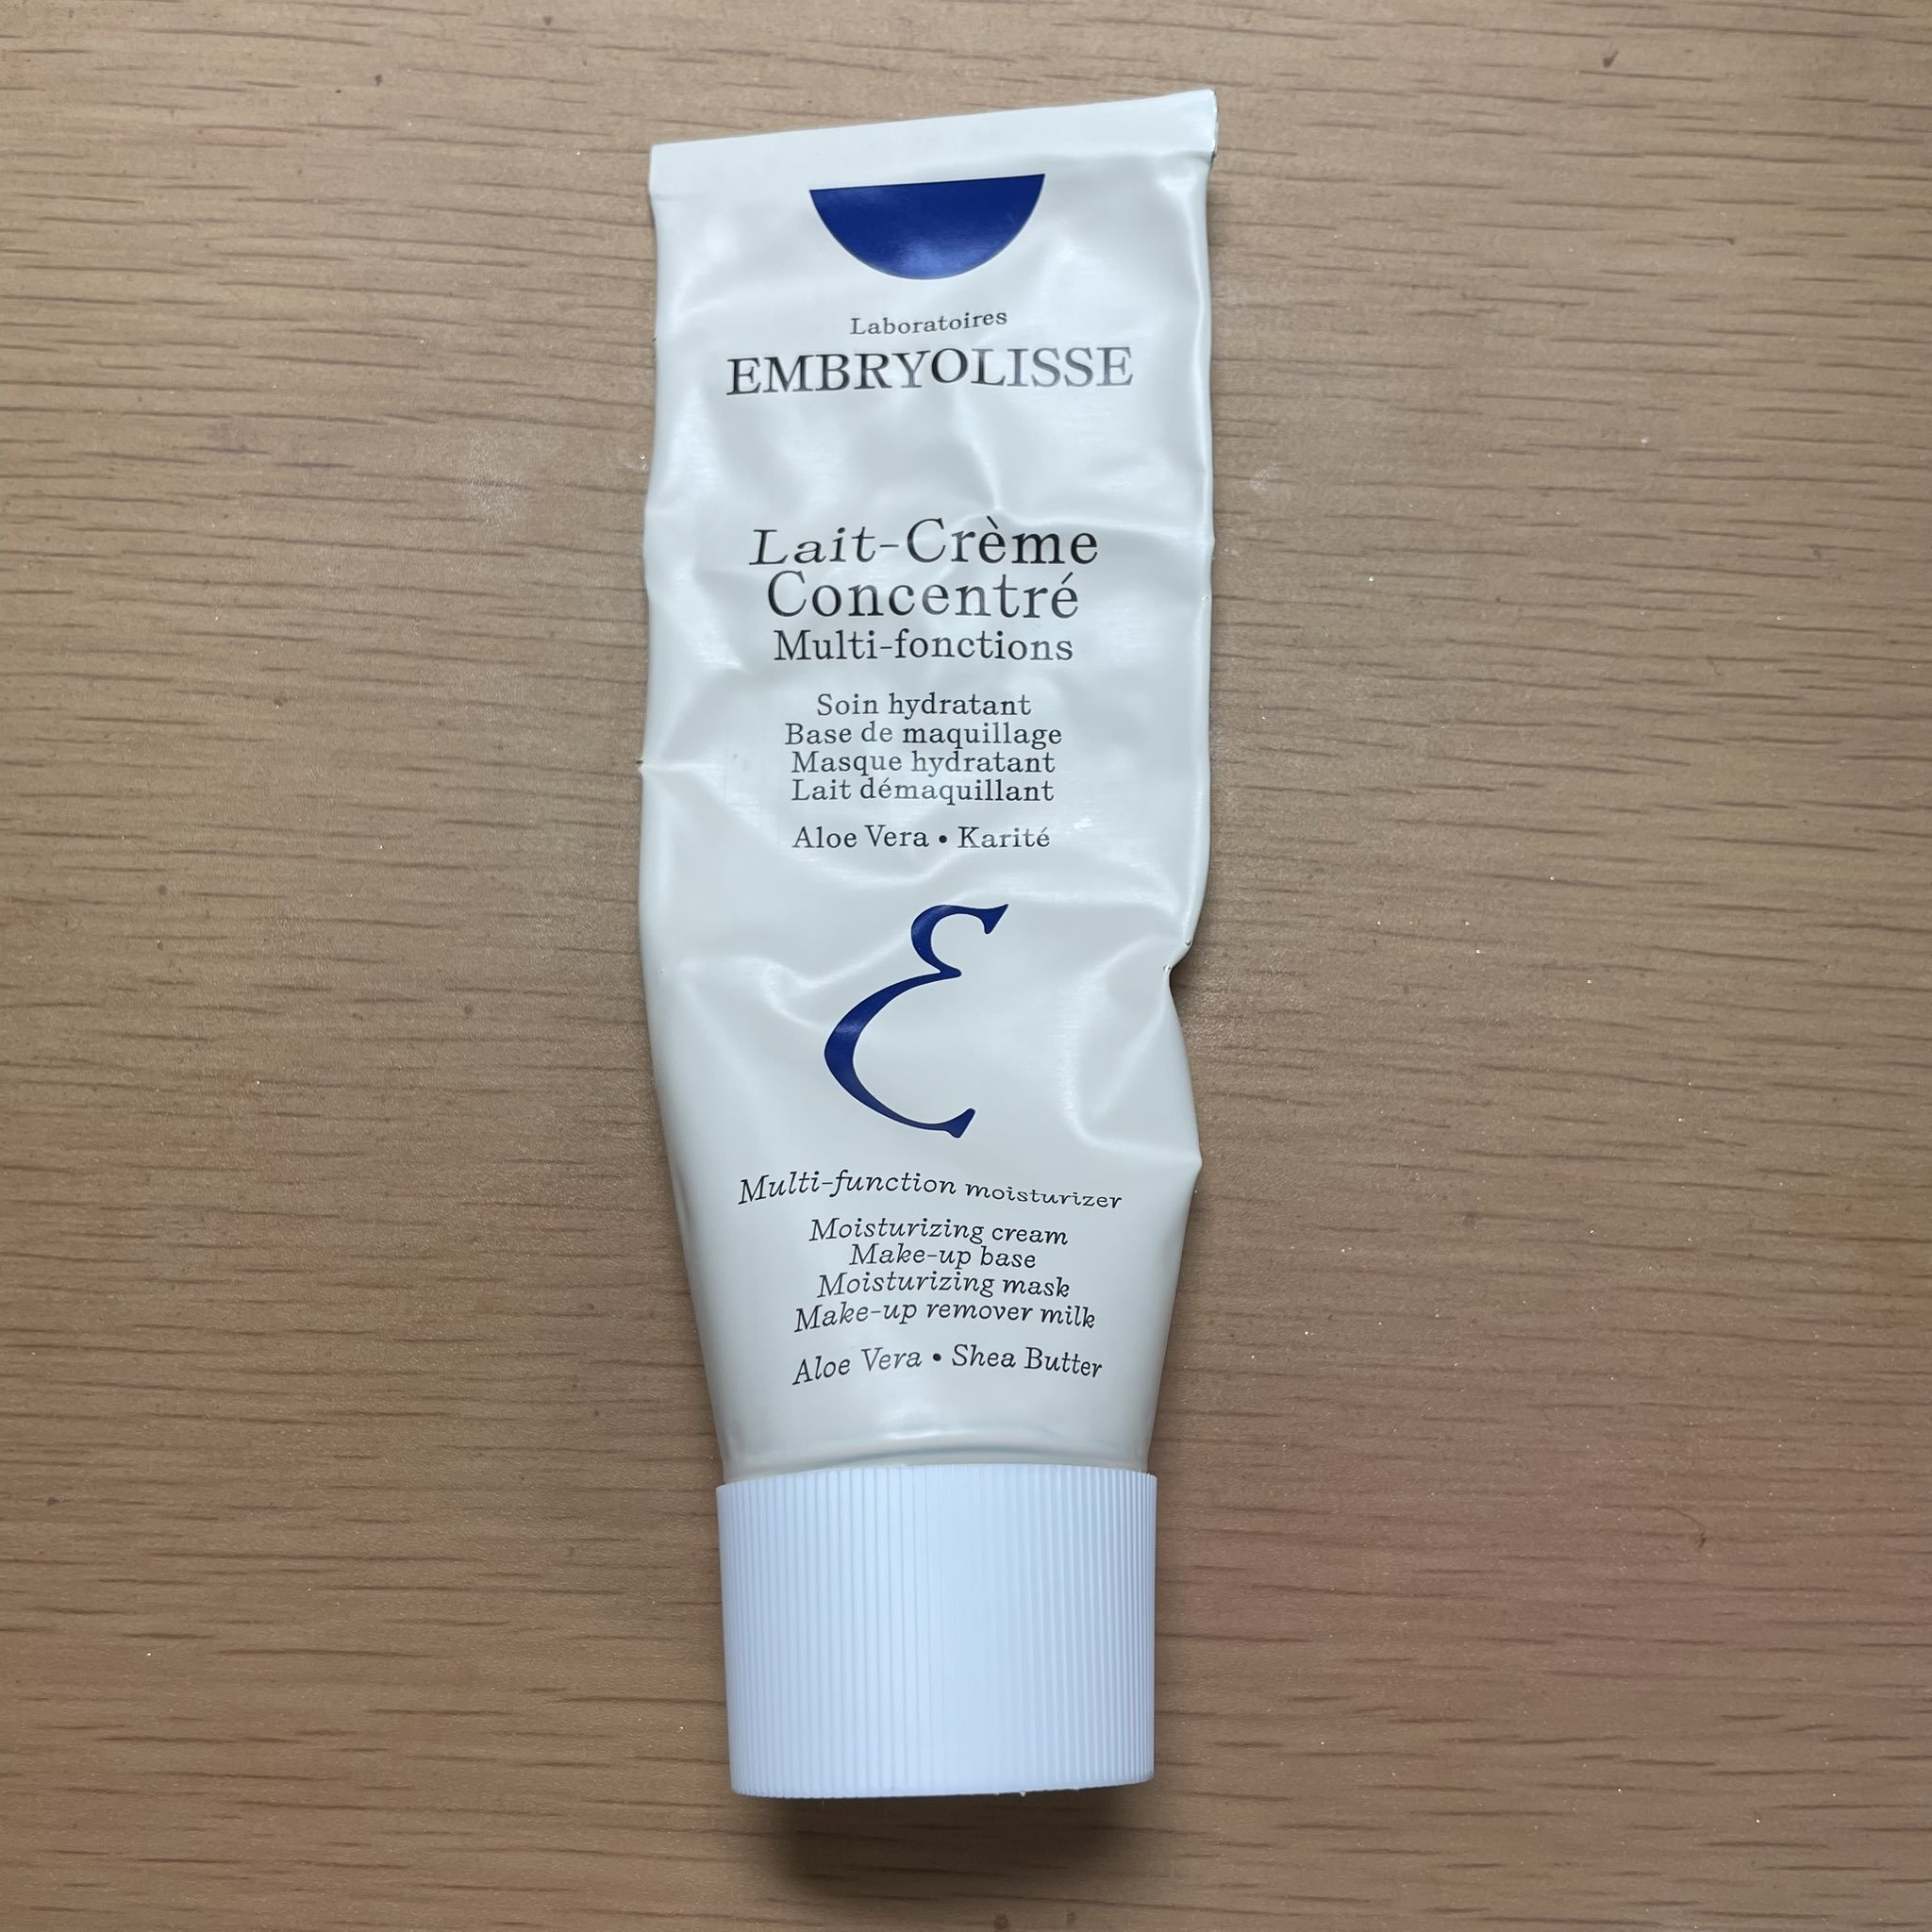 Laboratoires
EMBRYOLISSE
Lait-Crème
Concentré
Multi-fonctions
Soin hydratant
Base de maquillage
Masque hydratant
Lait démaquillant
Aloe Vera • Karité
E
Multi-function moisturizer
Moisturizing cream
Make-up base
Moisturizing mask
Make-up remover milk
Aloe Vera • Shea Butter